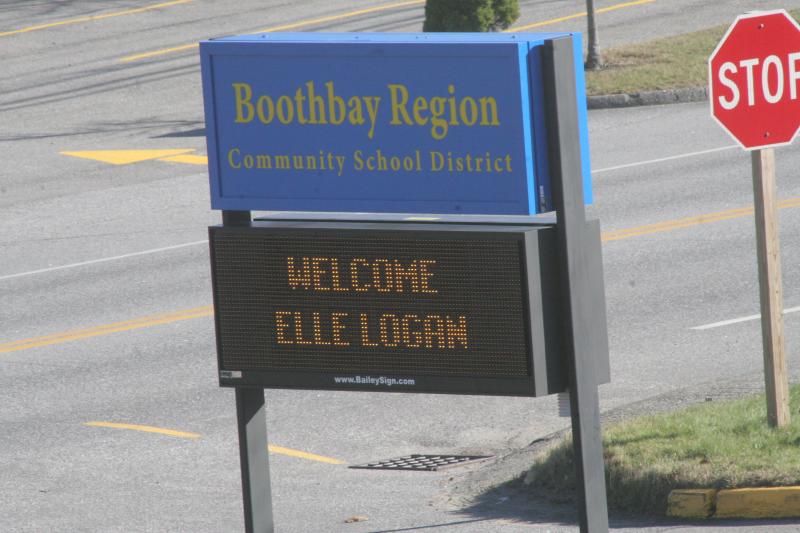 Boothbay Region
Community School District
STOP
WELCOME
ELLE LOGAN
www.BaileySign.com